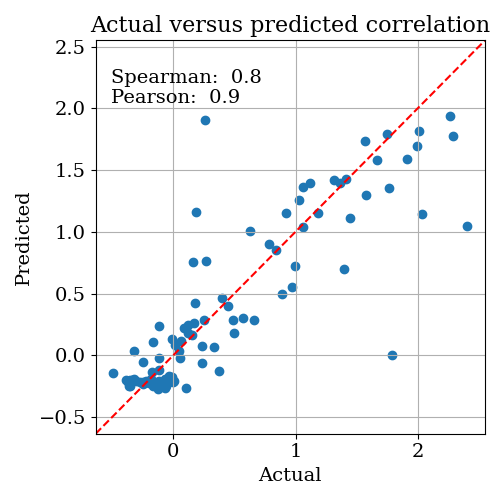 Actual versus predicted correlation
2.5
Spearman:  0.8
Pearson:  0.9
2.0
1.5
1.0
0.5
0.0
−0.5
Predicted
0 1 2
Actual